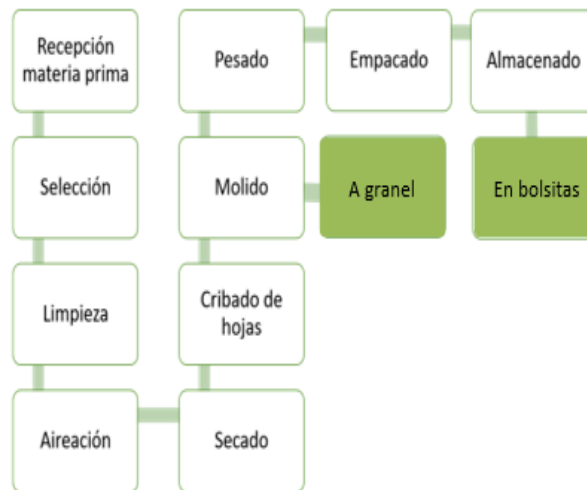 Recepción
materia prima
Selección
Limpieza
Aireación
Secado
Cribado de
hojas
Molido
A granel
Pesado
Empacado
Almacenado
En bolsitas